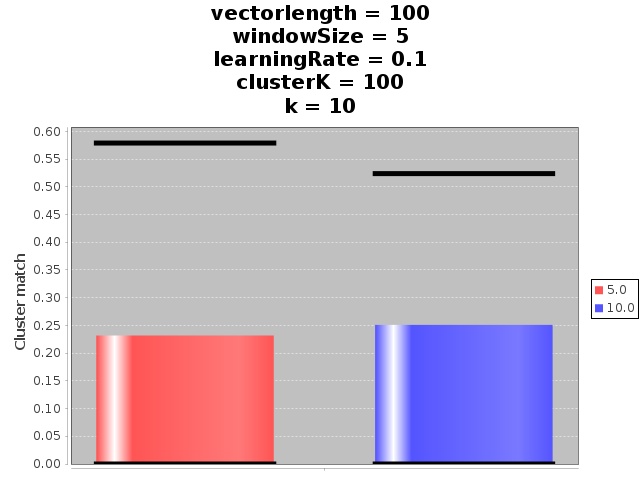 vectorlength = 100
windowSize = 5
learningRate = 0.1
clusterK = 100
k = 10
0.60
0.55
0.50
0.45
0.40
0.35
0.30
0.25
0.20
0.15
0.10
0.05
0.00
Cluster match
5.0
10.0